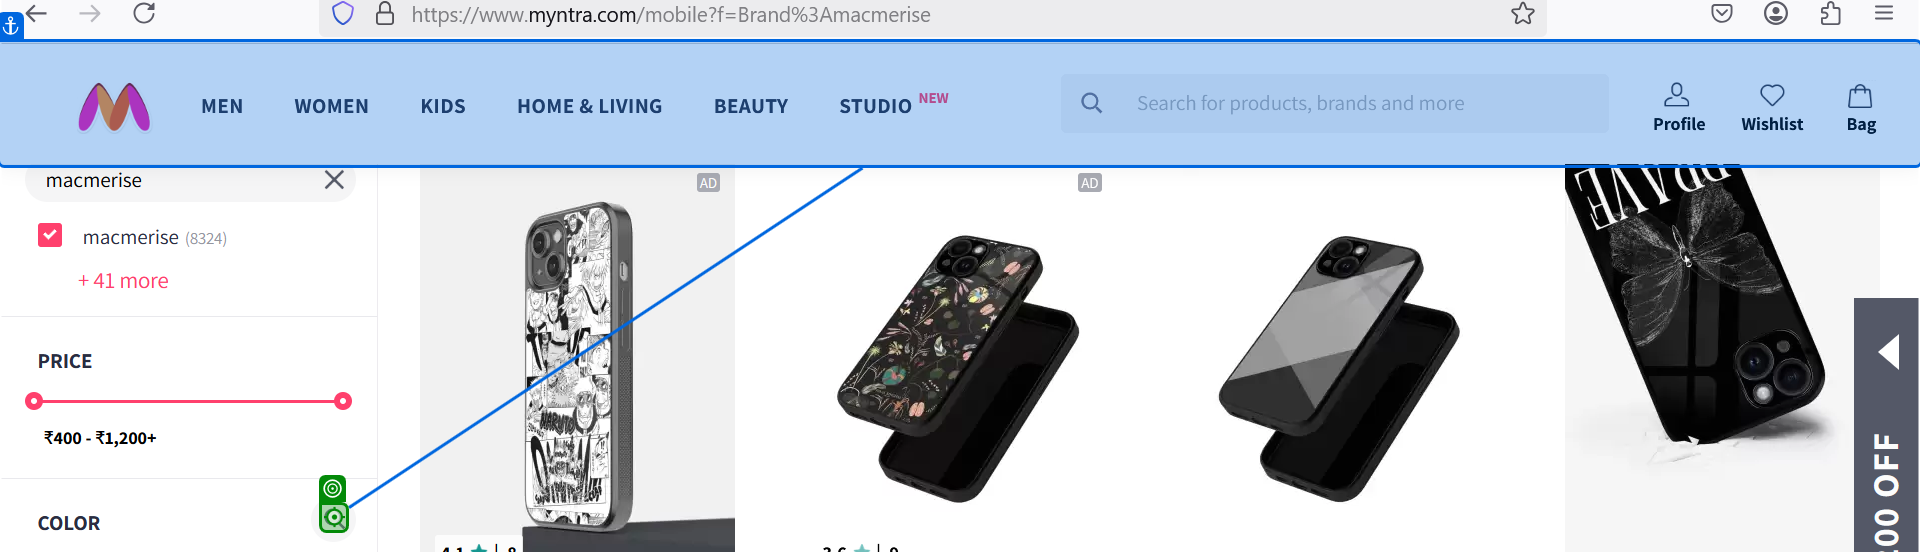 https://www.myntra.com/mobile?f=Brand%3Amacmerise
MEN WOMEN KIDS HOME & LIVING BEAUTY STUDIO NEW
Search for products, brands and more
Profile Wishlist Bag
macmerise
macmerise (8324)
+ 41 more
PRICE
₹400 - ₹1,200+
COLOR
AD
AD
NARUTO
BRAVE
00 OFF